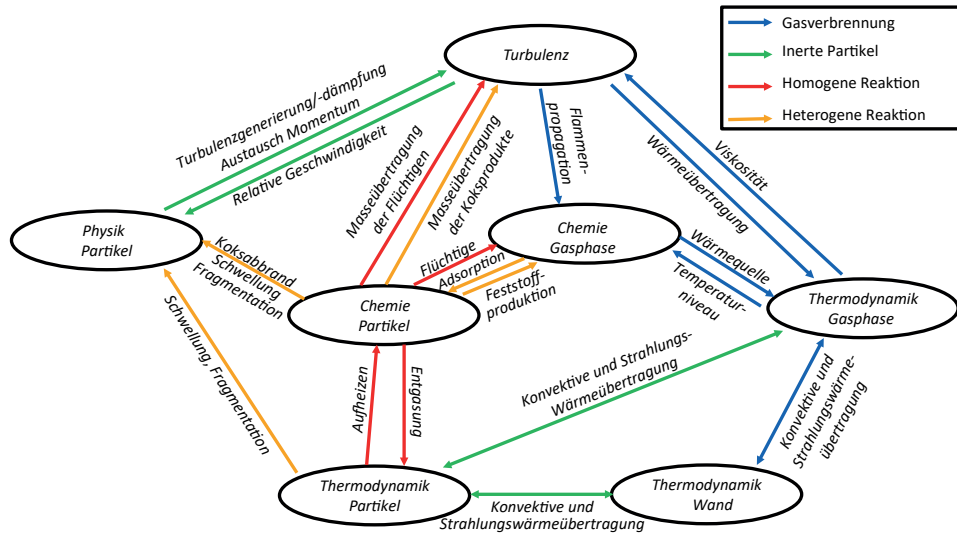 Gasverbrennung
Inerte Partikel
Homogene Reaktion
Heterogene Reaktion
Turbulenz
Turbulenzgenerierung/-dämpfung
Austausch Momentum
Relative Geschwindigkeit
Masseübertragung
der Flüchtigen
Masseübertragung
der Koksprodukte
Flammen-
propagation
Wärmeübertragung
Viskosität
Physik
Partikel
Chemie
Gasphase
Koksabbrand
Schwellung
Fragmentation
Flüchtige
Adsorption
Feststoff-
produktion
Wärmequelle
Temperatur-
niveau
Thermodynamik
Gasphase
Chemie
Partikel
Schwellung, Fragmentation
Aufheizen
Entgasung
Konvektive und Strahlungs-
Wärmeübertragung
Konvektive und
Strahlungswärme-
übertragung
Thermodynamik
Partikel
Konvektive und
Strahlungswärmeübertragung
Thermodynamik
Wand